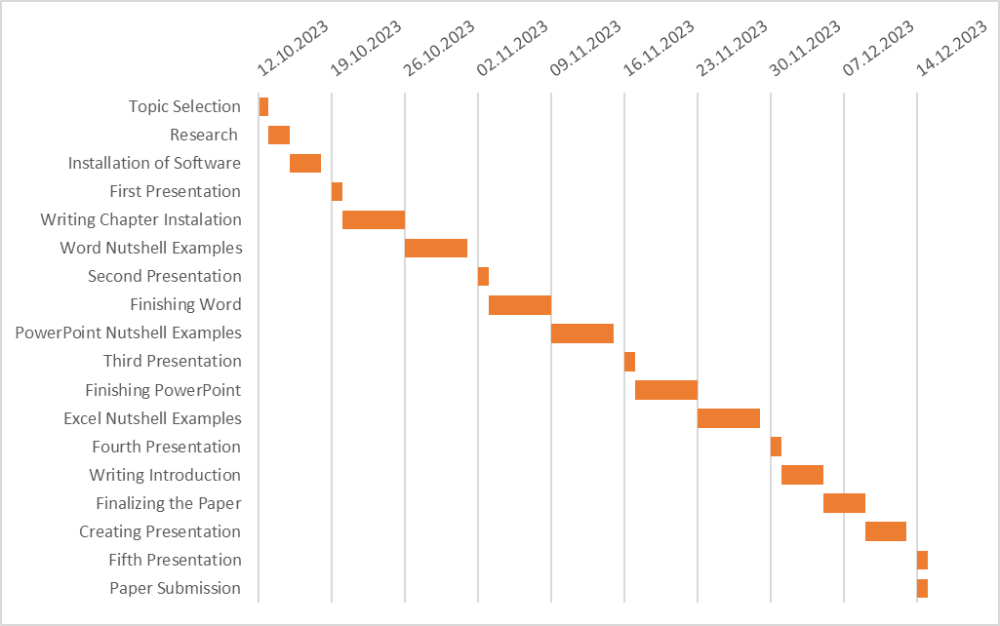 12.10.2023
19.10.2023
26.10.2023
02.11.2023
09.11.2023
16.11.2023
23.11.2023
30.11.2023
07.12.2023
14.12.2023
Topic Selection
Research
Installation of Software
First Presentation
Writing Chapter Instalation
Word Nutshell Examples
Second Presentation
Finishing Word
PowerPoint Nutshell Examples
Third Presentation
Finishing PowerPoint
Excel Nutshell Examples
Fourth Presentation
Writing Introduction
Finalizing the Paper
Creating Presentation
Fifth Presentation
Paper Submission